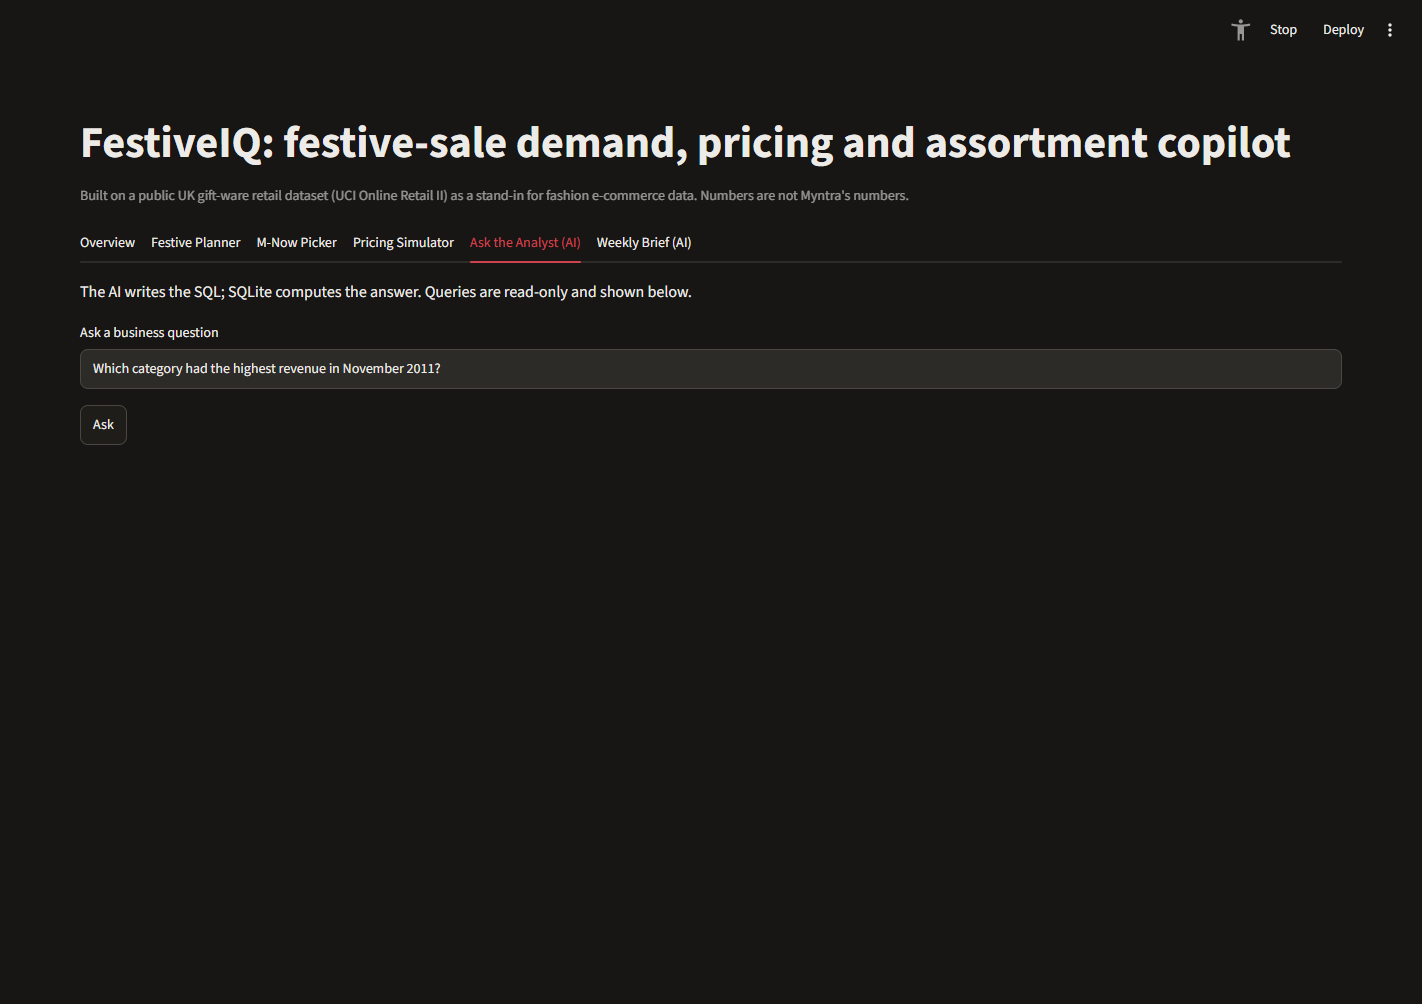 Stop Deploy
FestiveIQ: festive-sale demand, pricing and assortment copilot
Built on a public UK gift-ware retail dataset (UCI Online Retail II) as a stand-in for fashion e-commerce data. Numbers are not Myntra's numbers.
Overview Festive Planner M-Now Picker Pricing Simulator Ask the Analyst (AI) Weekly Brief (AI)
The AI writes the SQL; SQLite computes the answer. Queries are read-only and shown below.
Ask a business question
Which category had the highest revenue in November 2011?
Ask